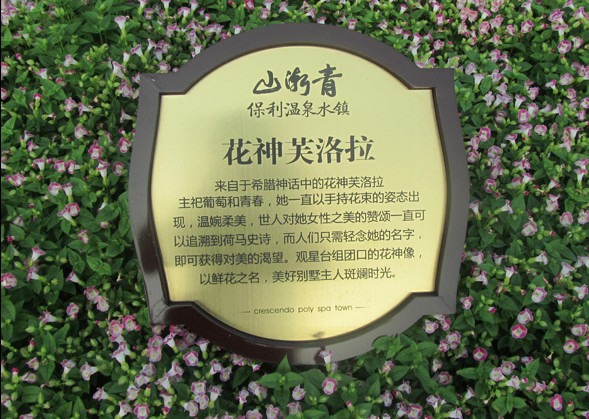 山渐青
保利温泉水镇
花神芙洛拉
来自于希腊神话中的花神芙洛拉
主祀葡萄和青春，她一直以手持花束的姿态出
现，温婉柔美，世人对她女性之美的赞颂一直可
以追溯到荷马史诗，而人们只需轻念她的名字，
即可获得对美的渴望。观星台组团口的花神像，
以鲜花之名，美好别墅主人斑斓时光。
crescendo poly spa town